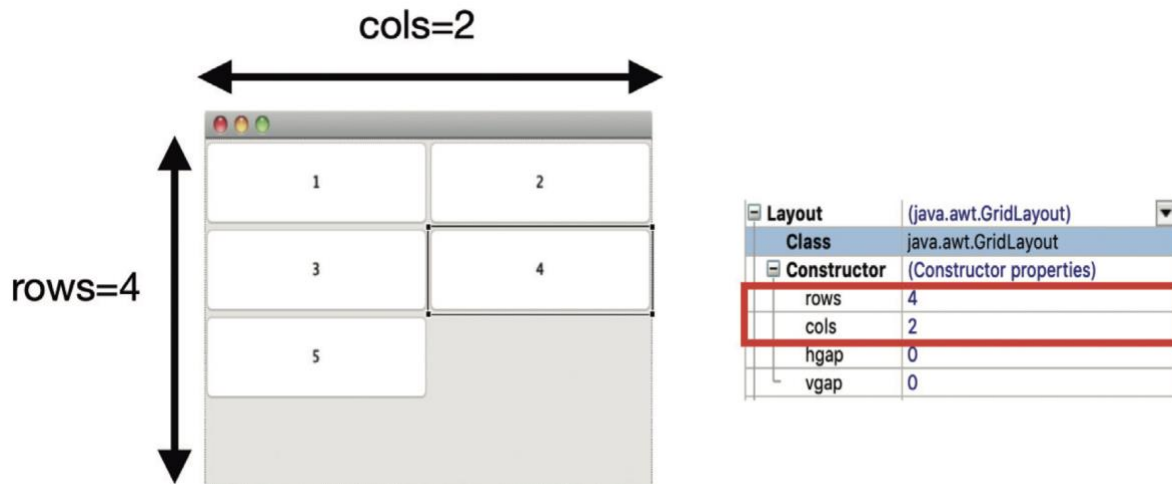 cols=2
rows=4
1
2
3
4
5
Layout (java.awt.GridLayout)
Class java.awt.GridLayout
Constructor (Constructor properties)
rows 4
cols 2
hgap 0
vgap 0